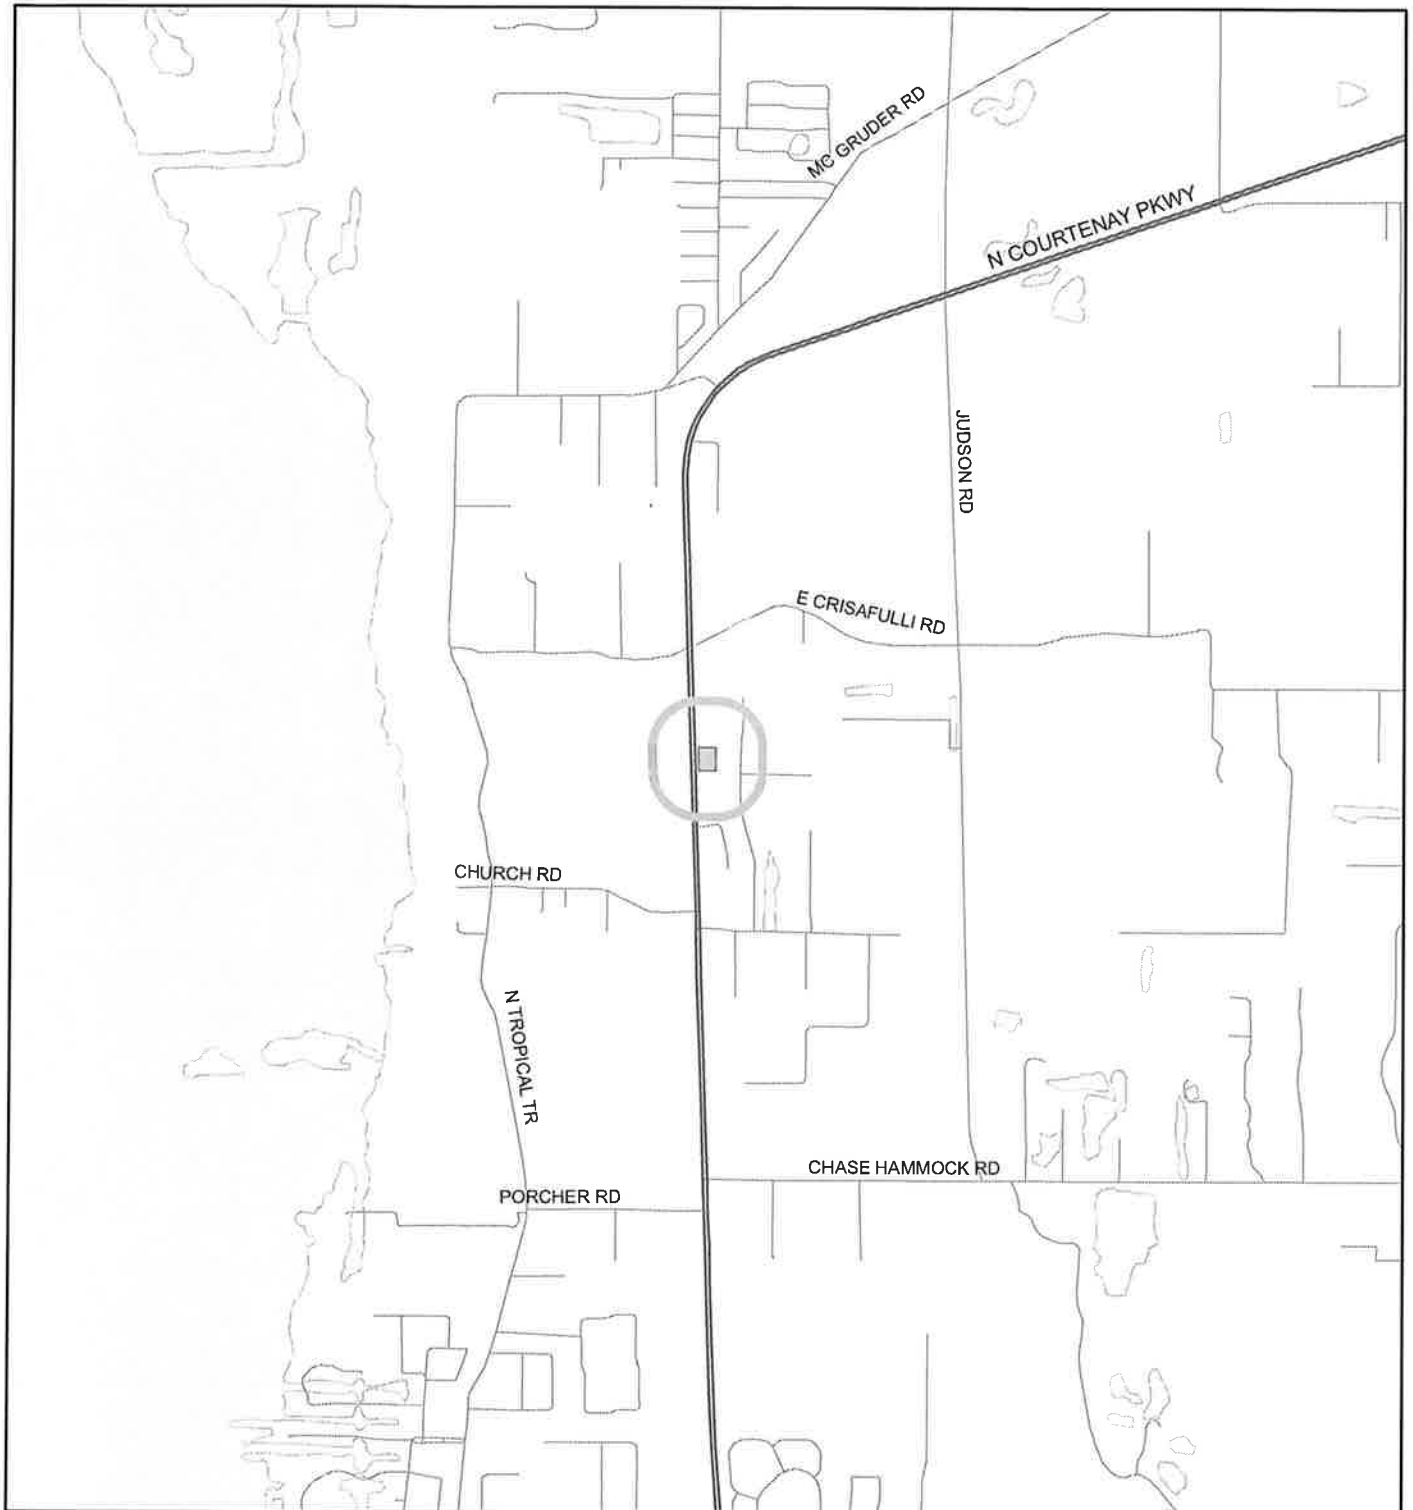 MC GRUDER RD
N COURTENAY PKWY
JUDSON RD
E CRISAFULLI RD
CHURCH RD
N TROPICAL TR
CHASE HAMMOCK RD
PORCHER RD